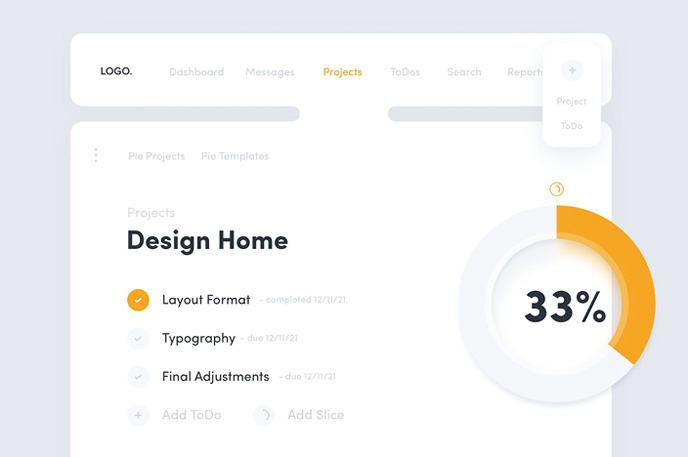 LOGO. Dashboard Messages Projects ToDos Search Reports
Project
ToDo
Pie Projects Pie Templates
Projects
Design Home
Layout Format - completed 12/11/21
33%
Typography - due 12/11/21
Final Adjustments - due 12/11/21
Add ToDo Add Slice